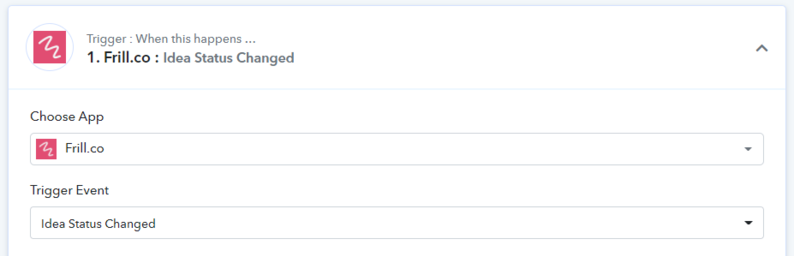 Trigger : When this happens ...
1. Frill.co : Idea Status Changed
Choose App
Frill.co
Trigger Event
Idea Status Changed